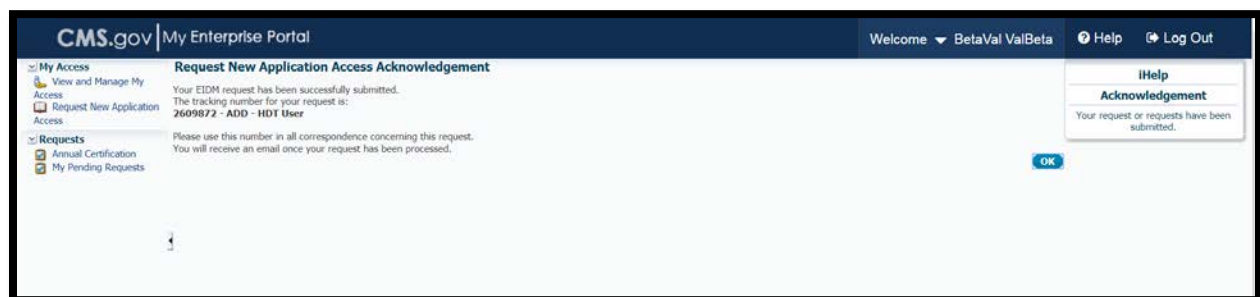 CMS.gov My Enterprise Portal
Welcome BetaVal ValBeta
Help
Log Out
My Access
View and Manage My
Access
Request New Application
Access
Requests
Annual Certification
My Pending Requests
Request New Application Access Acknowledgement
Your EIDM request has been successfully submitted.
The tracking number for your request is:
2609872 - ADD - HDT User
Please use this number in all correspondence concerning this request.
You will receive an email once your request has been processed.
OK
iHelp
Acknowledgement
Your request or requests have been
submitted.